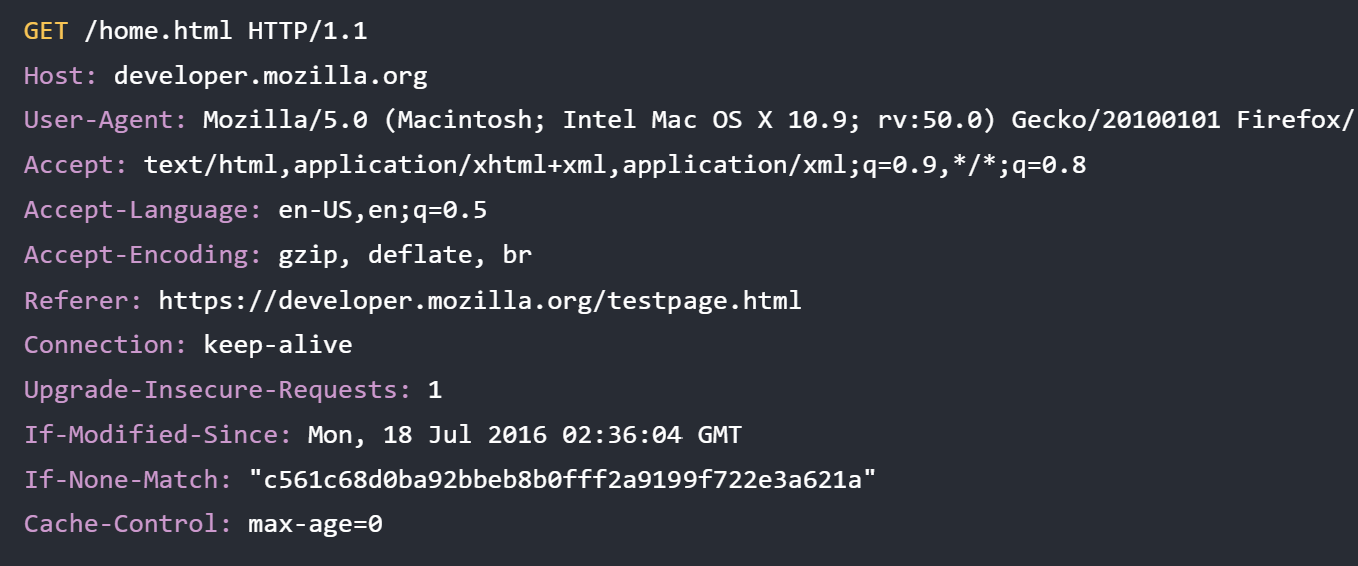 GET /home.html HTTP/1.1
Host: developer.mozilla.org
User-Agent: Mozilla/5.0 (Macintosh; Intel Mac OS X 10.9; rv:50.0) Gecko/20100101 Firefox/
Accept: text/html,application/xhtml+xml,application/xml;q=0.9,*/*;q=0.8
Accept-Language: en-US,en;q=0.5
Accept-Encoding: gzip, deflate, br
Referer: https://developer.mozilla.org/testpage.html
Connection: keep-alive
Upgrade-Insecure-Requests: 1
If-Modified-Since: Mon, 18 Jul 2016 02:36:04 GMT
If-None-Match: "c561c68d0ba92bbeb8b0fff2a9199f722e3a621a"
Cache-Control: max-age=0